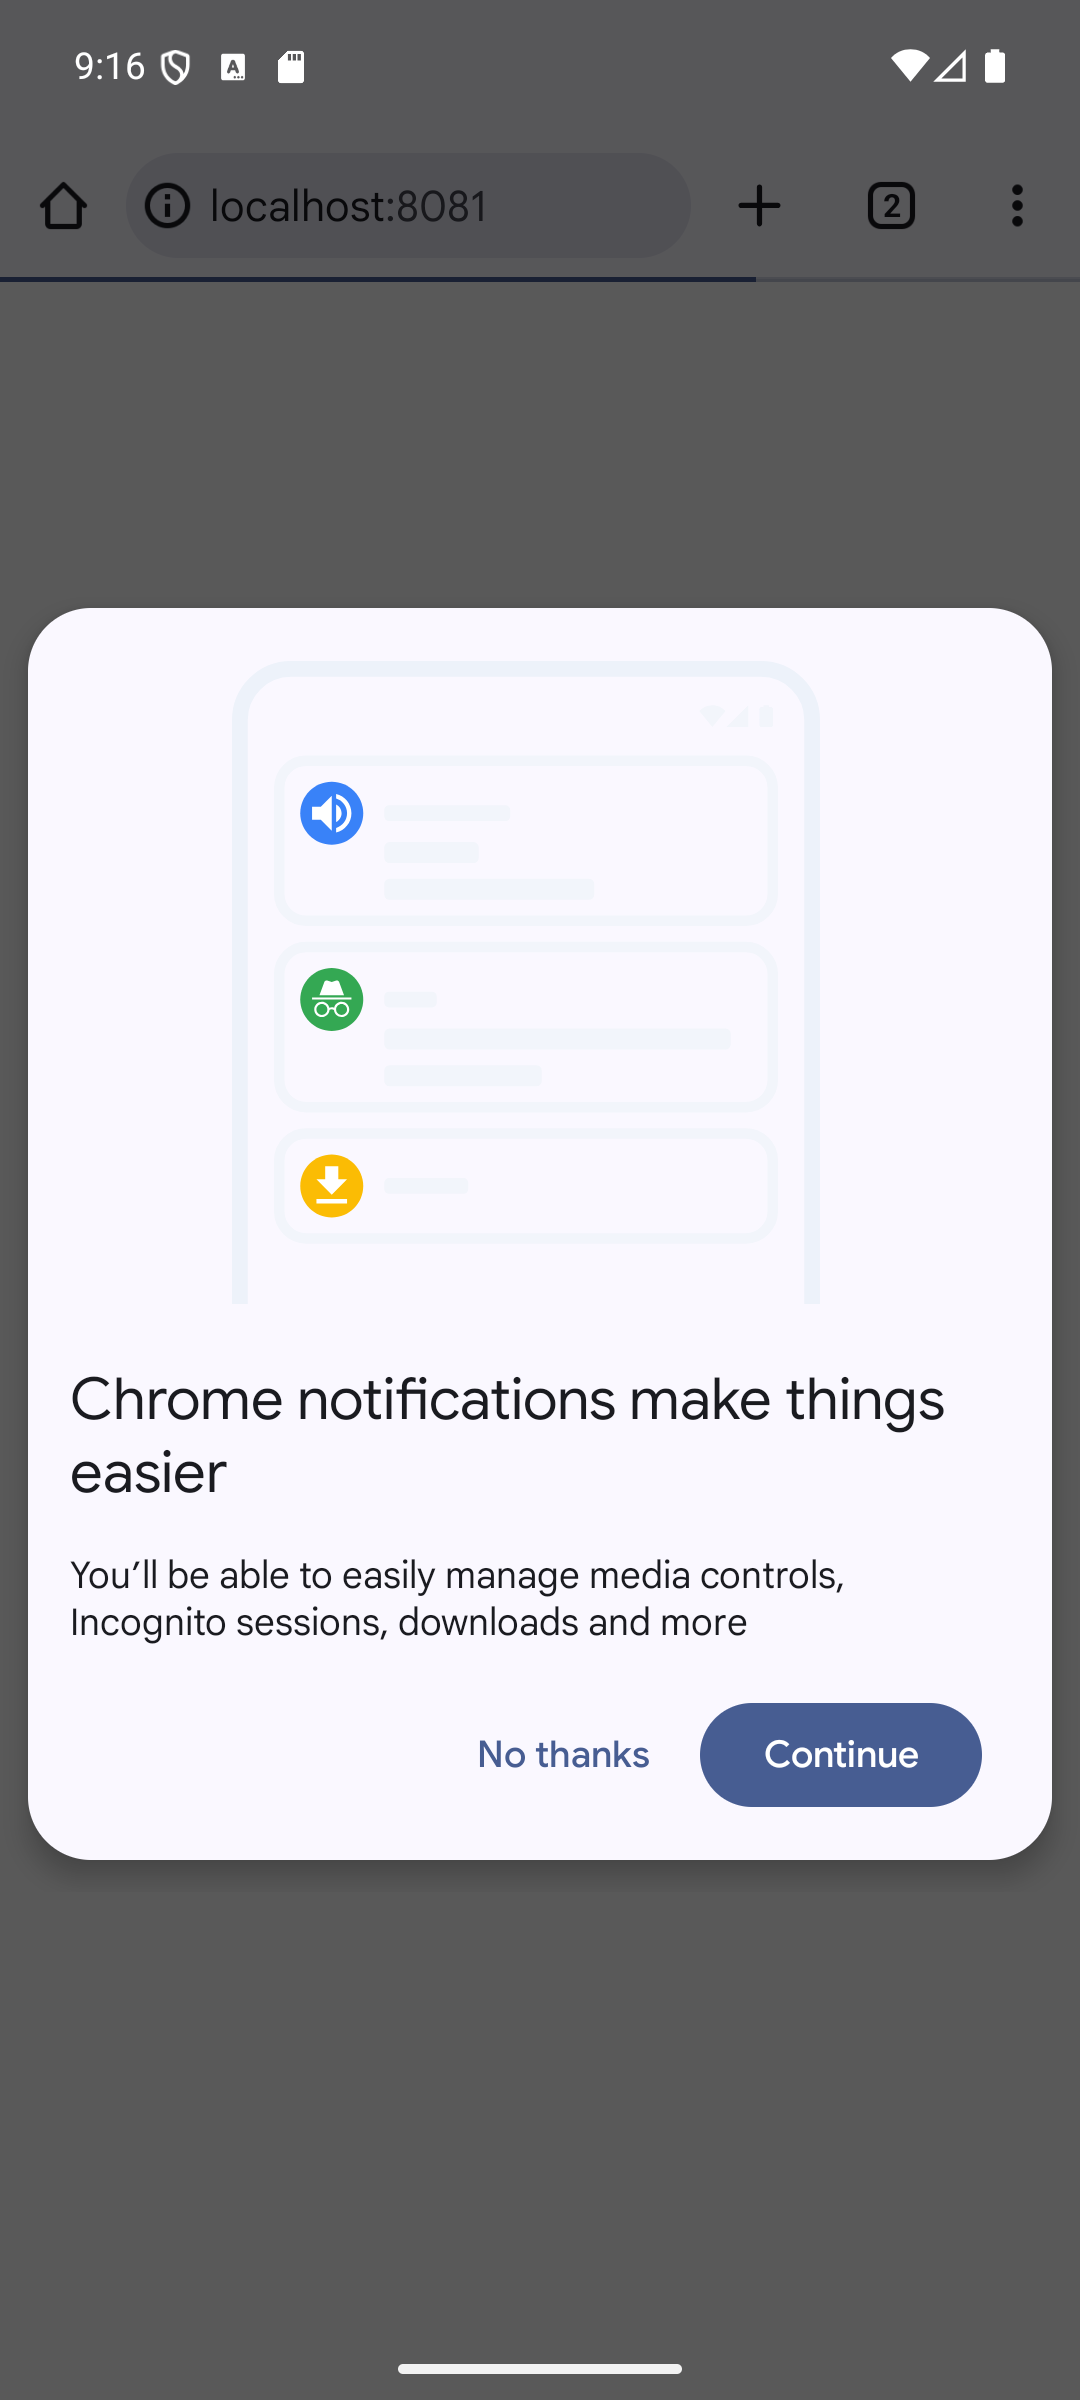 9:16
localhost:8081
2
Chrome notifications make things
easier
You’ll be able to easily manage media controls,
Incognito sessions, downloads and more
No thanks
Continue